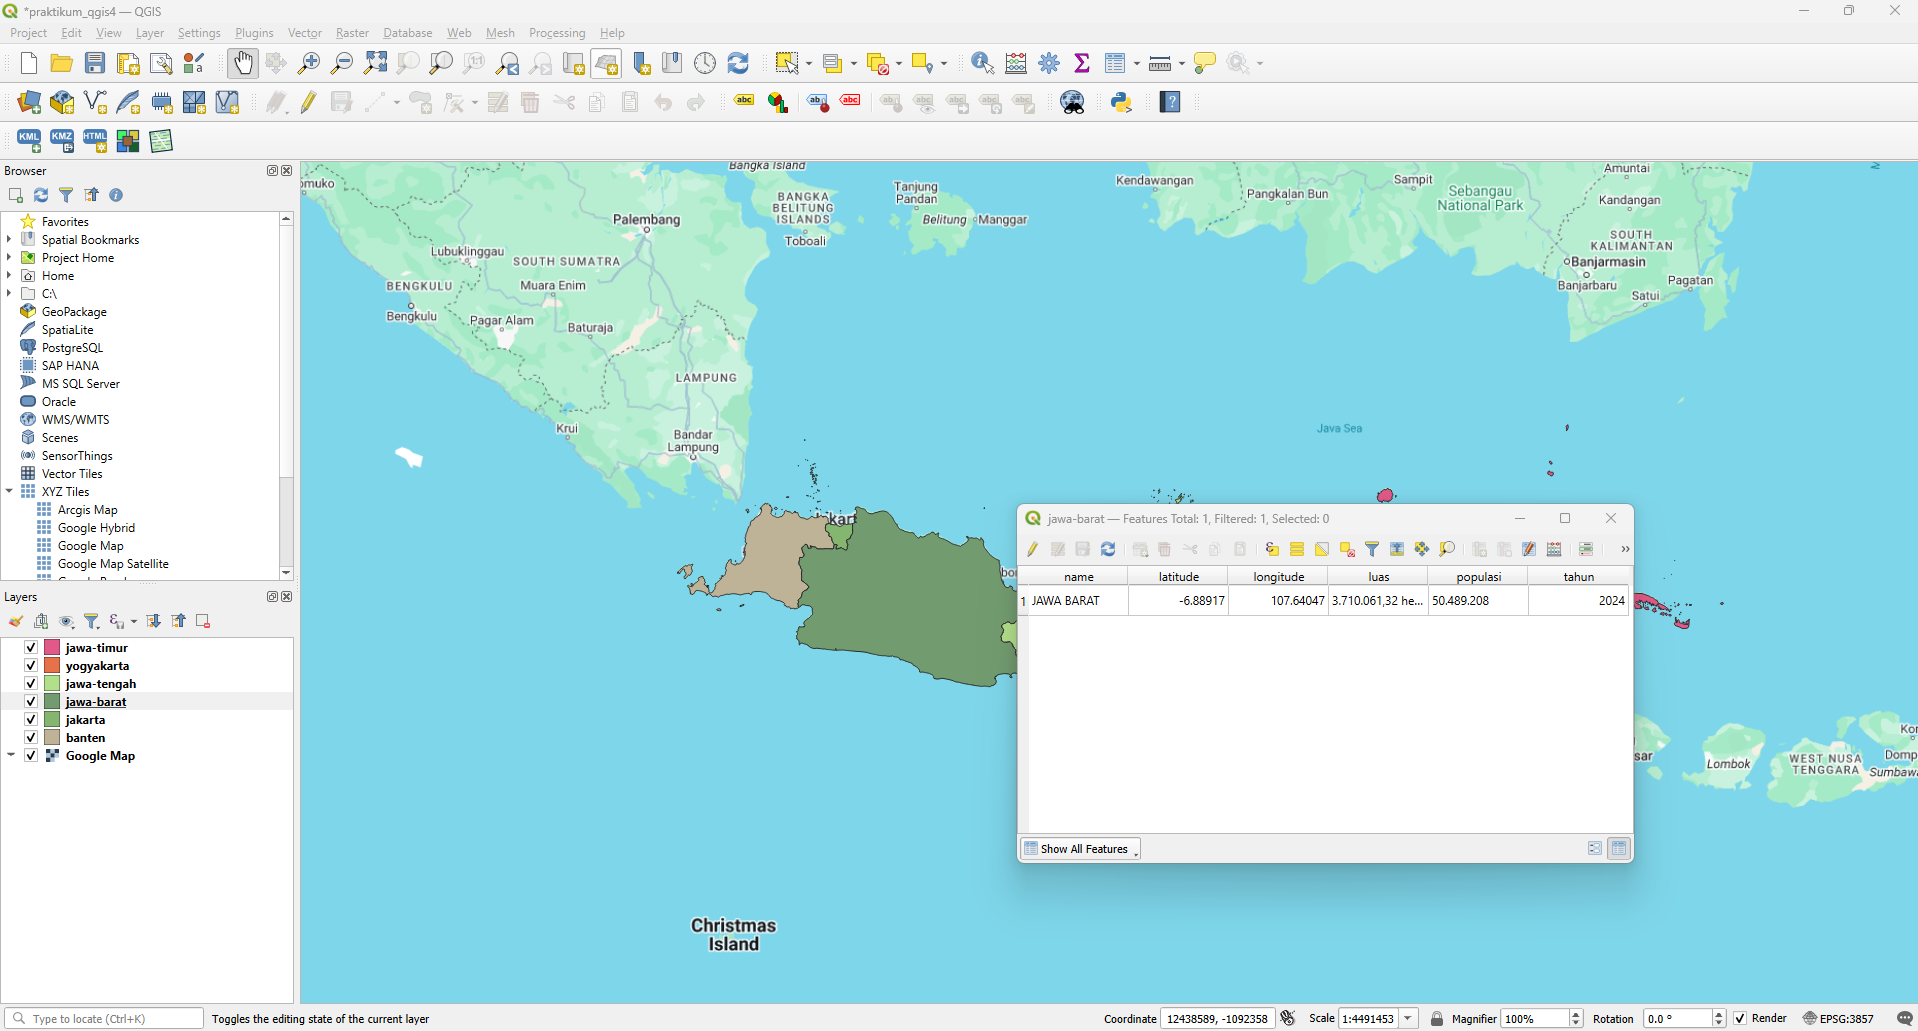 *praktikum_qgis4 — QGIS
Project Edit View Layer Settings Plugins Vector Raster Database Web Mesh Processing Help
KML KMZ HTML
Browser
Favorites
Spatial Bookmarks
Project Home
Home
C:\
GeoPackage
SpatiaLite
PostgreSQL
SAP HANA
MS SQL Server
Oracle
WMS/WMTS
Scenes
SensorThings
Vector Tiles
XYZ Tiles
Arcgis Map
Google Hybrid
Google Map
Google Map Satellite
Layers
jawa-timur
yogyakarta
jawa-tengah
jawa-barat
jakarta
banten
Google Map
Bangka Island
BANGKA
BELITUNG
ISLANDS
Toboali
Tanjung
Pandan
Belitung
Manggar
Palembang
Lubuklinggau
SOUTH SUMATRA
BENGKULU
Muara Enim
Bengkulu
Pagar Alam
Baturaja
LAMPUNG
Krui
Bandar
Lampung
Kendawangan
Pangkalan Bun
Sampit
Sebangau
National Park
Amuntai
Kandangan
SOUTH
KALIMANTAN
Banjarmasin
Banjarbaru
Pagatan
Satui
Java Sea
jawa-barat — Features Total: 1, Filtered: 1, Selected: 0
name latitude longitude luas populasi tahun
1 JAWA BARAT -6.88917 107.64047 3.710.061,32 he... 50.489.208 2024
Show All Features
Lombok
WEST NUSA
TENGGARA
Christmas
Island
Type to locate (Ctrl+K) Toggles the editing state of the current layer Coordinate 12438589, -1092358 Scale 1:4491453 Magnifier 100% Rotation 0.0 ° Render EPSG:3857